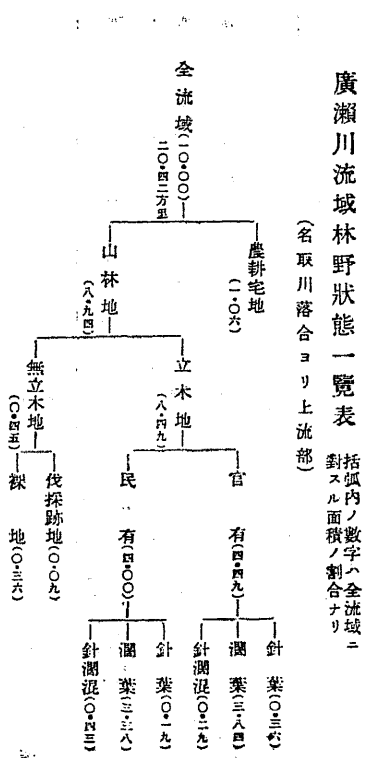 廣瀨川流域林野狀態一覽表
括弧內ノ數字ハ全流域ニ
對スル面積ノ割合ナリ
(名取川落合ヨリ上流部)
全流域(一〇•〇〇)
二〇•四二方里
農耕宅地(一•〇六)
山林地(八•九四)
立木地(八•四九)
無立木地(〇•四五)
官有(四•四九)
民有(四•〇〇)
伐採跡地(〇•〇九)
裸地(〇•三六)
針葉(〇•三六)
濶葉(三•八四)
針濶混(〇•二九)
針葉(〇•一九)
濶葉(三•三八)
針濶混(〇•四三)